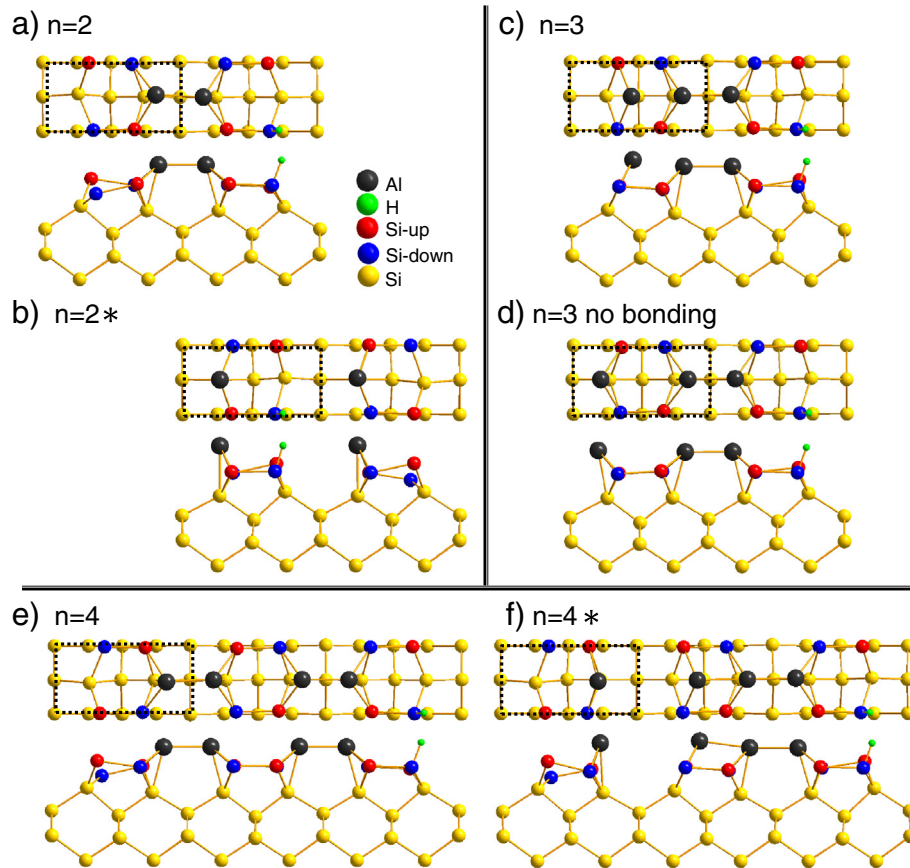 a) n=2
c) n=3
Al
H
Si-up
Si-down
Si
b) n=2*
d) n=3 no bonding
e) n=4
f) n=4*